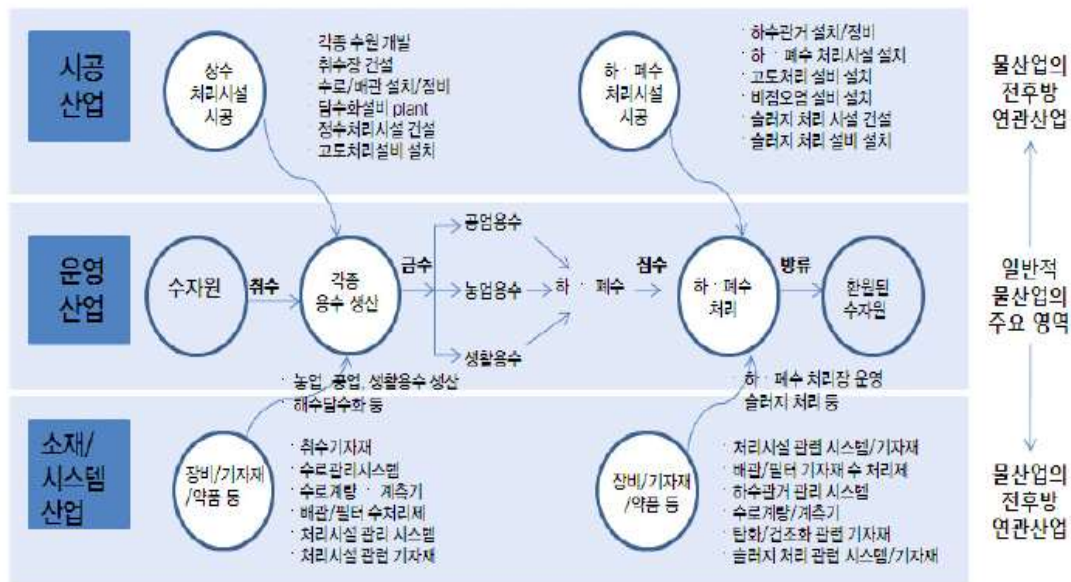 시공
산업
상수
처리시설
시공
· 각종 수원 개발
· 취수장 건설
· 수로/배관 설치/정비
· 담수화설비 plant
· 정수처리시설 건설
· 고도처리설비 설치
하 · 폐수
처리시설
시공
· 하수관거 설치/정비
· 하 · 폐수 처리시설 설치
· 고도처리 설비 설치
· 비점오염 설비 설치
· 슬러지 처리 시설 건설
· 슬러지 처리 설비 설치
물산업의
전후방
연관산업
운영
산업
수자원
취수
각종
용수 생산
급수
공업용수
농업용수
생활용수
하 · 폐수
집수
하 · 폐수
처리
방류
환원된
수자원
일반적
물산업의
주요 영역
· 농업, 공업, 생활용수 생산
· 해수담수화 등
· 하 · 폐수 처리장 운영
슬러지 처리 등
소재/
시스템
산업
장비/기자재
/약품 등
· 취수기자재
· 수로관리시스템
· 수로계량 · 계측기
· 배관/필터 수처리제
· 처리시설 관리 시스템
· 처리시설 관련 기자재
장비/기자재
/약품 등
· 처리시설 관련 시스템/기자재
· 배관/필터 기자재 수 처리제
· 하수관거 관리 시스템
· 수로계량/계측기
· 탈화/건조화 관련 기자재
· 슬러지 처리 관련 시스템/기자재
물산업의
전후방
연관산업